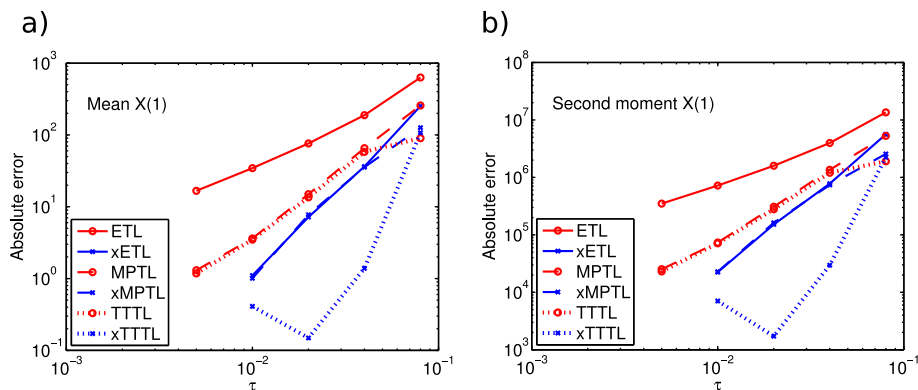 a)
b)
10^3
10^2
10^1
10^0
10^−1
Absolute error
Mean X(1)
ETL
xETL
MPTL
xMPTL
TTTL
xTTTL
10^−3
10^−2
10^−1
τ
10^8
10^7
10^6
10^5
10^4
10^3
Absolute error
Second moment X(1)
ETL
xETL
MPTL
xMPTL
TTTL
xTTTL
10^−3
10^−2
10^−1
τ